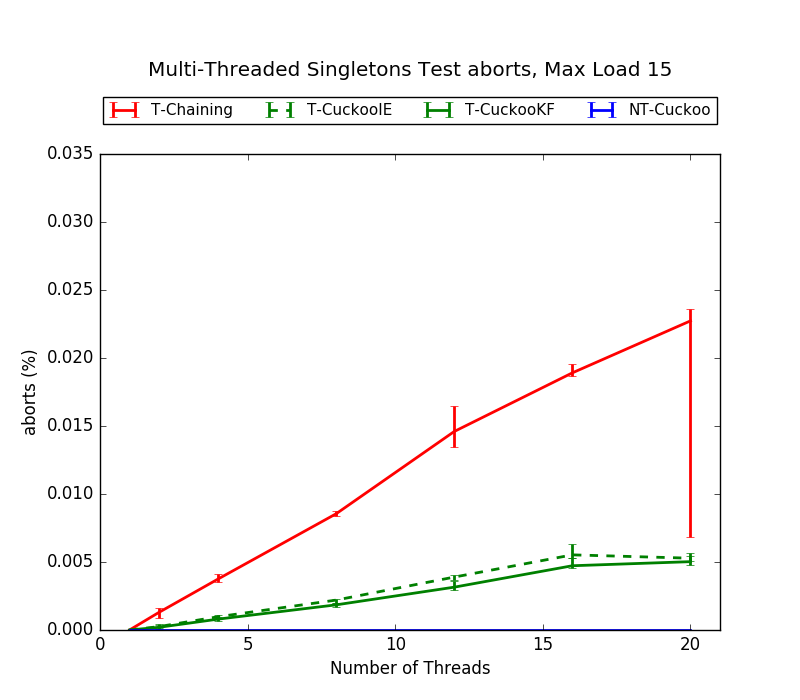 Multi-Threaded Singletons Test aborts, Max Load 15
T-Chaining T-CuckooIE T-CuckooKF NT-Cuckoo
0.035
0.030
0.025
0.020
0.015
0.010
0.005
0.000
aborts (%)
0 5 10 15 20
Number of Threads